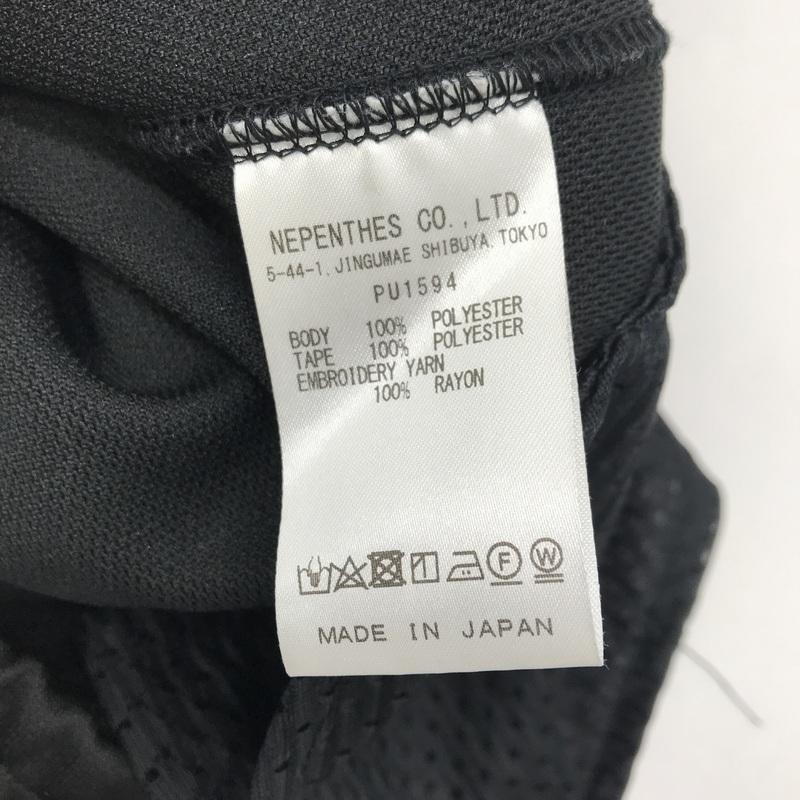 NEPENTHES CO.,LTD.
5-44-1,JINGUMAE SHIBUYA,TOKYO
PU1594
BODY 100% POLYESTER
TAPE 100% POLYESTER
EMBROIDERY YARN
100% RAYON
F W
MADE IN JAPAN